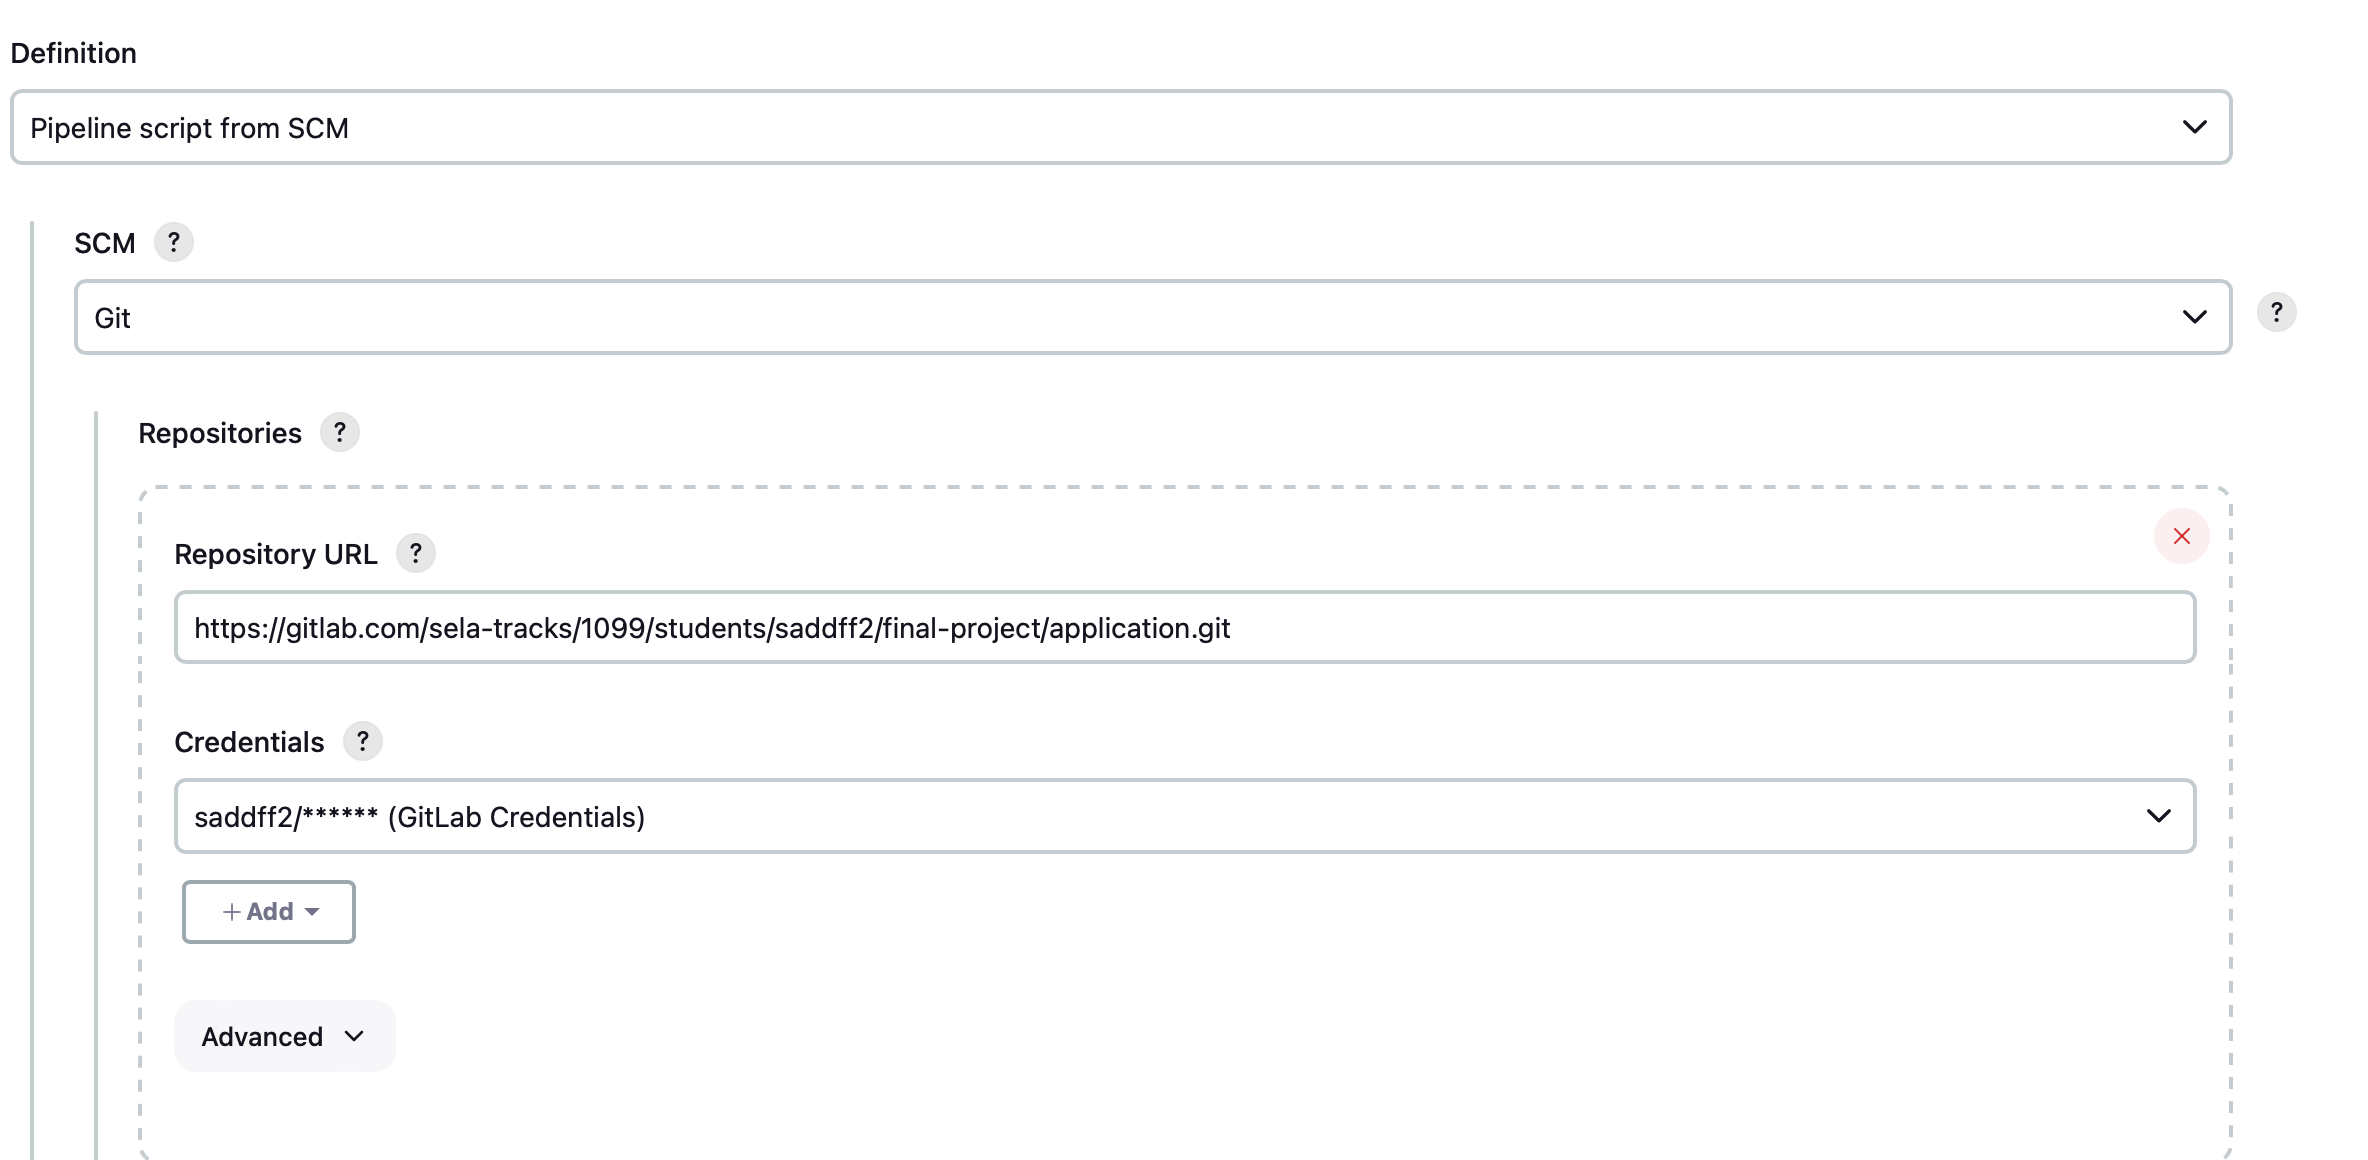 Definition
Pipeline script from SCM
SCM ?
Git
?
Repositories ?
Repository URL ?
https://gitlab.com/sela-tracks/1099/students/saddff2/final-project/application.git
Credentials ?
saddff2/****** (GitLab Credentials)
+ Add
Advanced